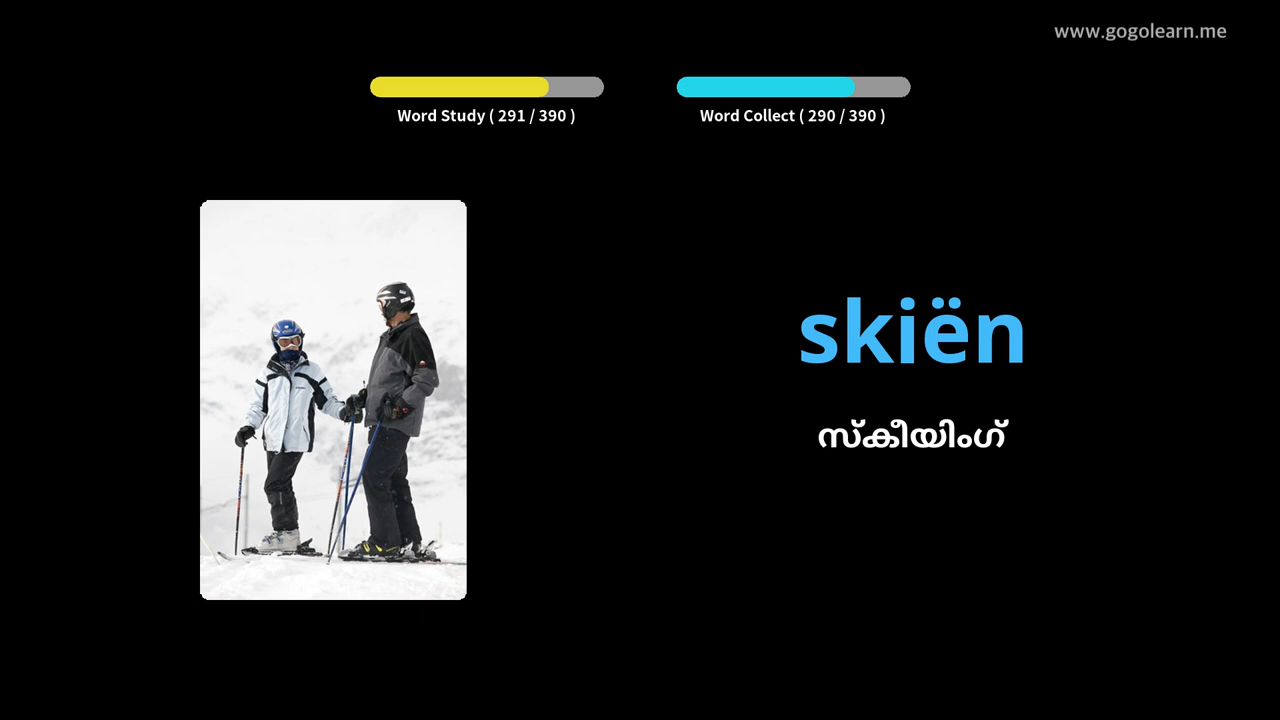 www.gogolearn.me
Word Study ( 291 / 390 )
Word Collect ( 290 / 390 )
skiën
സ്കീയിംഗ്